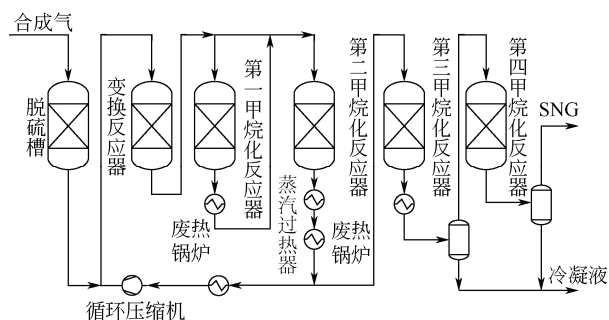 合成气
脱硫槽
变换反应器
第一甲烷化反应器
第二甲烷化反应器
第三甲烷化反应器
第四甲烷化反应器
SNG
废热
锅炉
蒸汽过热器
废热
锅炉
冷凝液
循环压缩机